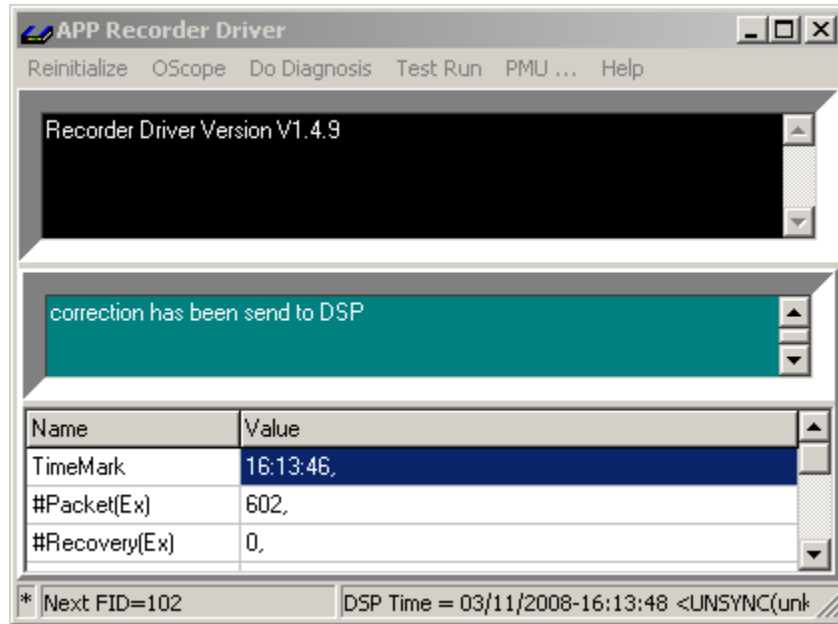 APP Recorder Driver
Reinitialize OScope Do Diagnosis Test Run PMU ... Help
Recorder Driver Version V1.4.9
correction has been send to DSP
Name Value
TimeMark 16:13:46,
#Packet(Ex) 602,
#Recovery(Ex) 0,
* Next FID=102 DSP Time = 03/11/2008-16:13:48 <UNSYNC(unk